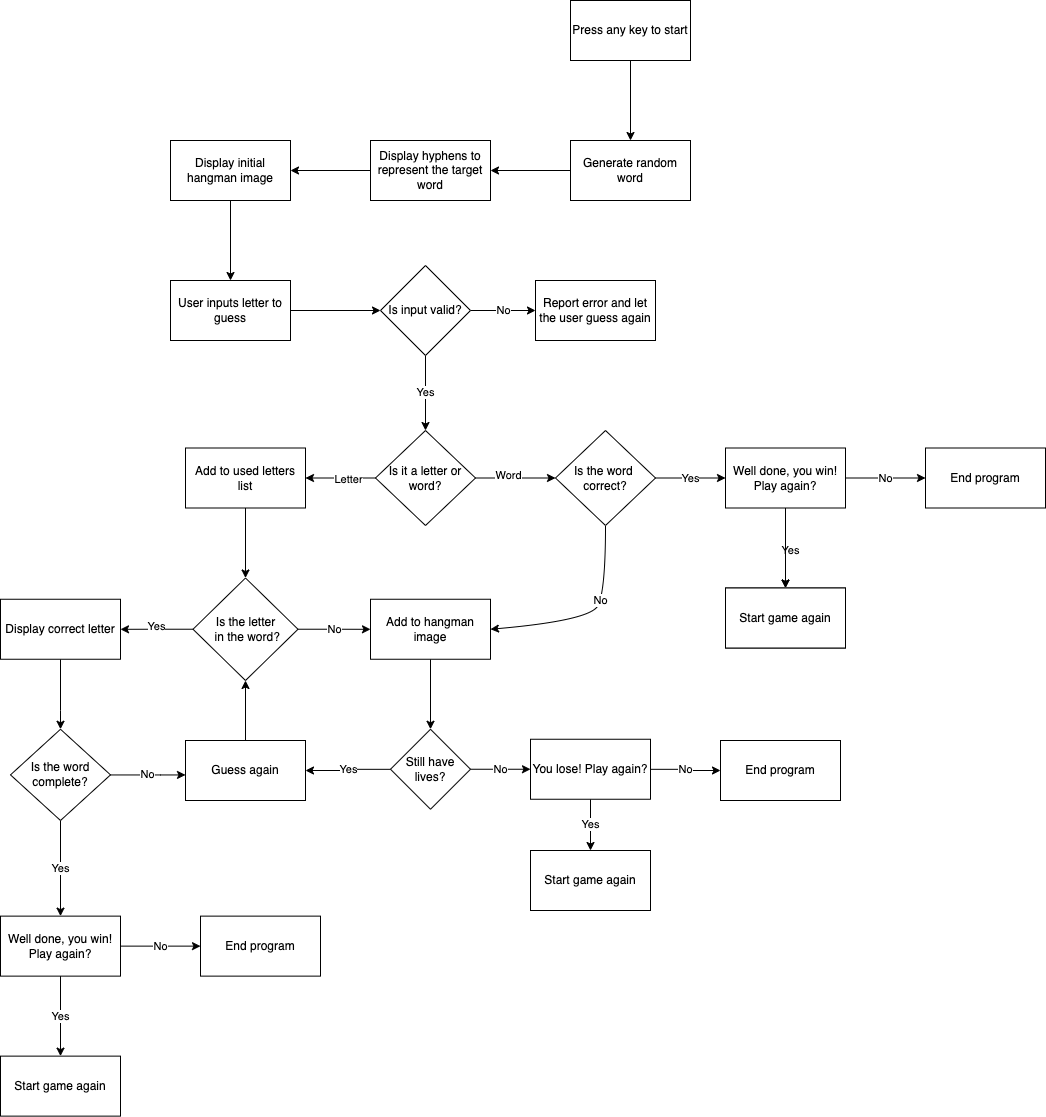 Press any key to start
Generate random
word
Display hyphens to
represent the target
word
Display initial
hangman image
User inputs letter to
guess
Is input valid?
No
Report error and let
the user guess again
Yes
Is it a letter or
word?
Letter
Add to used letters
list
Word
Is the word
correct?
Yes
Well done, you win!
Play again?
No
End program
Yes
Start game again
No
Is the letter
in the word?
Yes
Display correct letter
No
Add to hangman
image
Still have
lives?
Yes
Guess again
No
You lose! Play again?
No
End program
Yes
Start game again
Is the word
complete?
No
Yes
Well done, you win!
Play again?
No
End program
Yes
Start game again